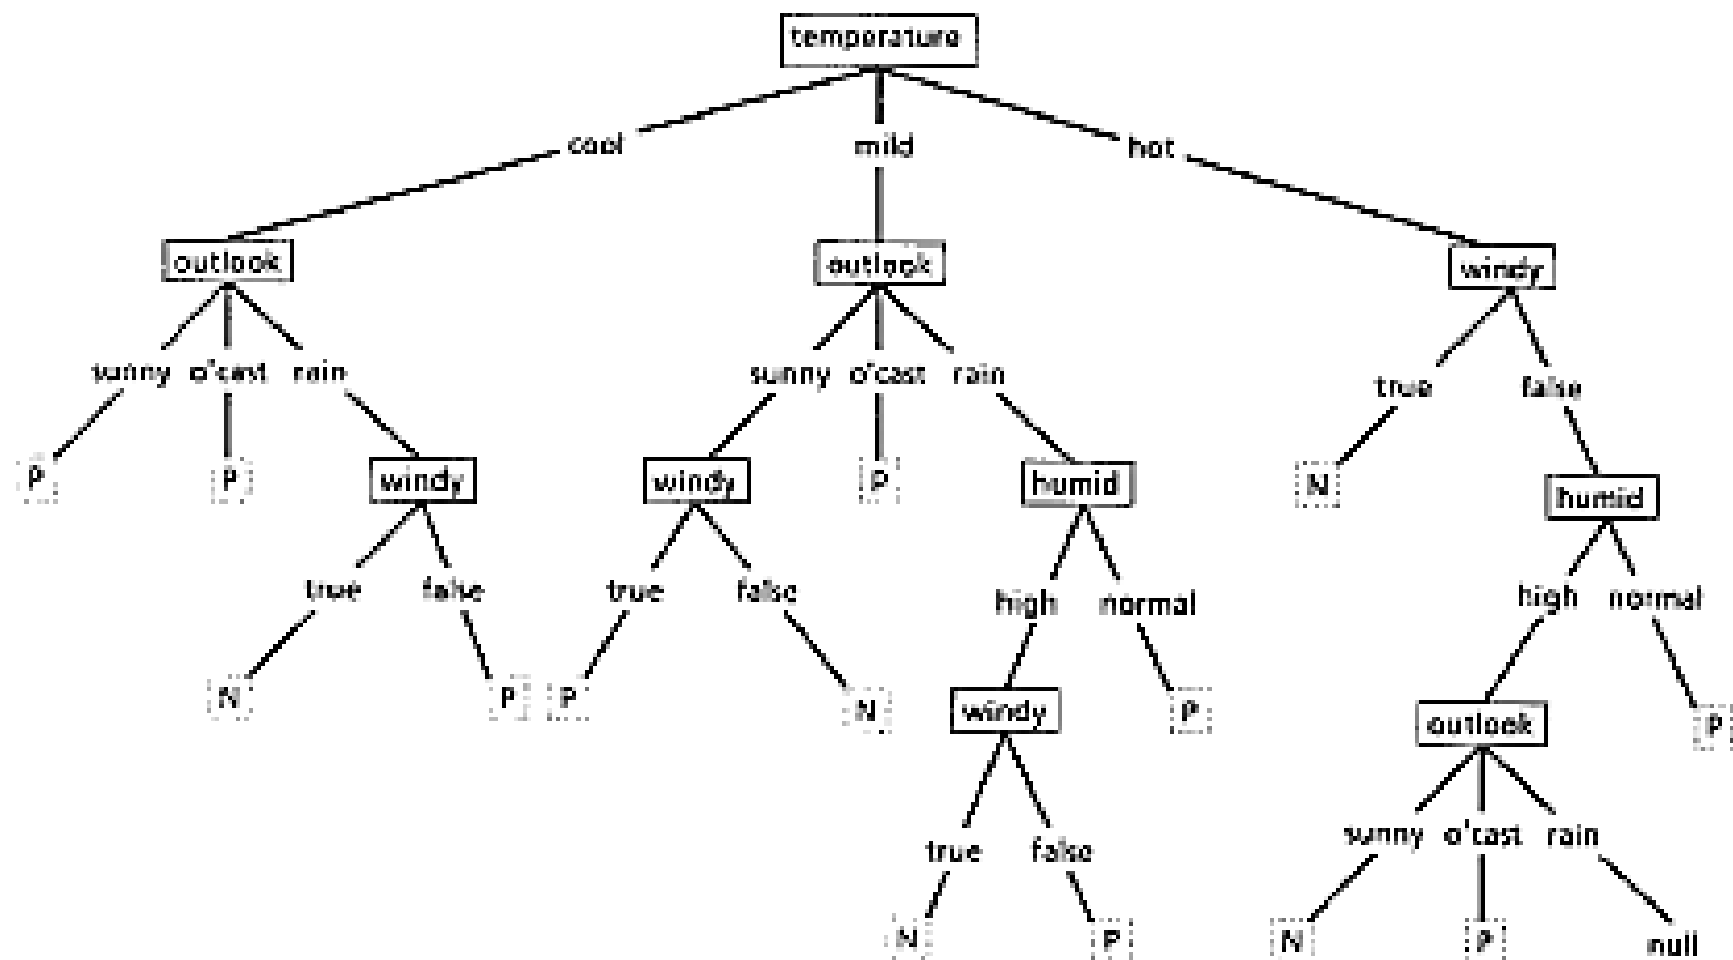 temperature
cool mild hot
outlook outlook windy
sunny o'cast rain sunny o'cast rain true false
P P windy windy P humid N humid
true false true false high normal high normal
N P P N windy P outlook P
true false sunny o'cast rain
N P N P null